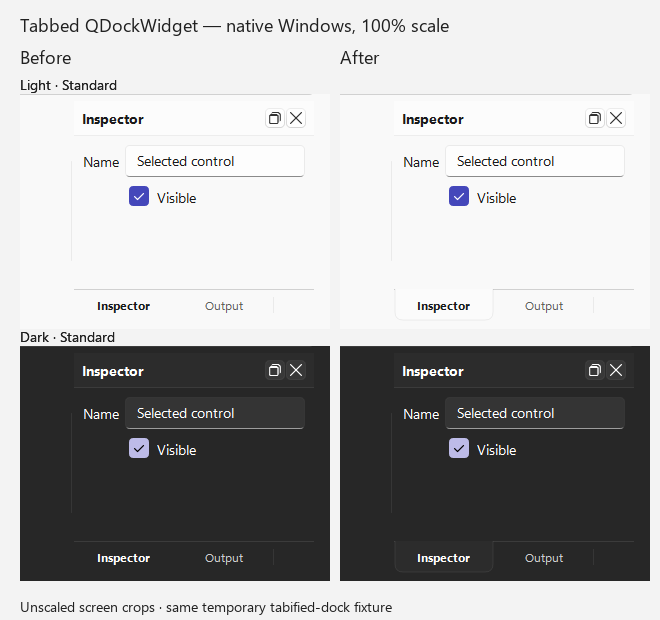 Tabbed QDockWidget — native Windows, 100% scale
Before After
Light · Standard
Inspector Inspector
Name Selected control Name Selected control
Visible Visible
Inspector Output Inspector Output
Dark · Standard
Inspector Inspector
Name Selected control Name Selected control
Visible Visible
Inspector Output Inspector Output
Unscaled screen crops · same temporary tabified-dock fixture